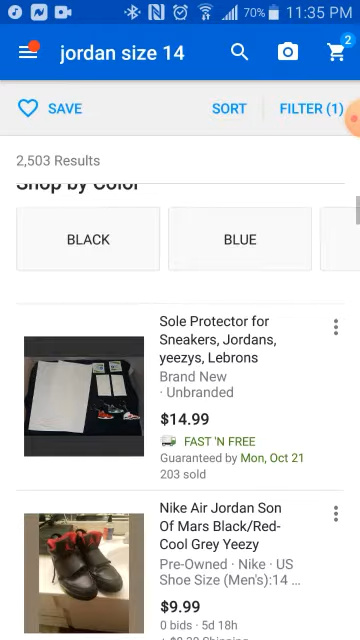 70% 11:35 PM
jordan size 14
2
SAVE
SORT
FILTER (1)
2,503 Results
Shop by Color
BLACK
BLUE
Sole Protector for
Sneakers, Jordans,
yeezys, Lebrons
Brand New
· Unbranded
$14.99
FAST 'N FREE
Guaranteed by Mon, Oct 21
203 sold
Nike Air Jordan Son
Of Mars Black/Red-
Cool Grey Yeezy
Pre-Owned · Nike · US
Shoe Size (Men's):14 ...
$9.99
0 bids · 5d 18h